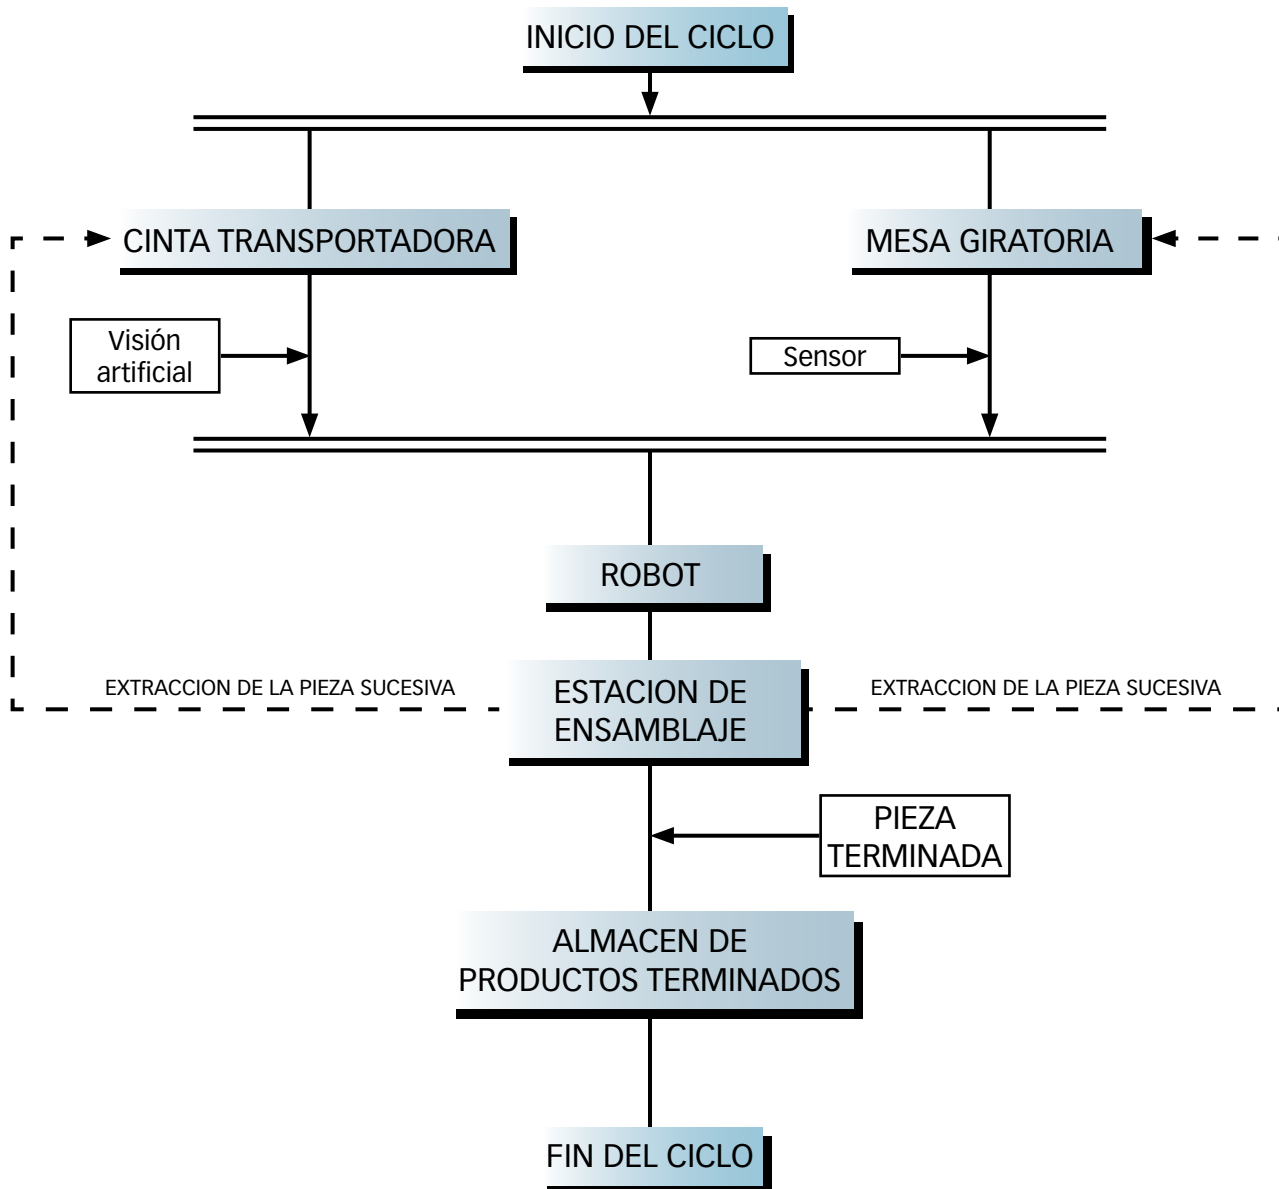 INICIO DEL CICLO
CINTA TRANSPORTADORA
MESA GIRATORIA
Visión
artificial
Sensor
ROBOT
EXTRACCION DE LA PIEZA SUCESIVA
ESTACION DE
ENSAMBLAJE
EXTRACCION DE LA PIEZA SUCESIVA
PIEZA
TERMINADA
ALMACEN DE
PRODUCTOS TERMINADOS
FIN DEL CICLO